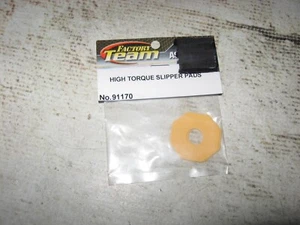 FACTORY
Team
HIGH TORQUE SLIPPER PADS
No.91170